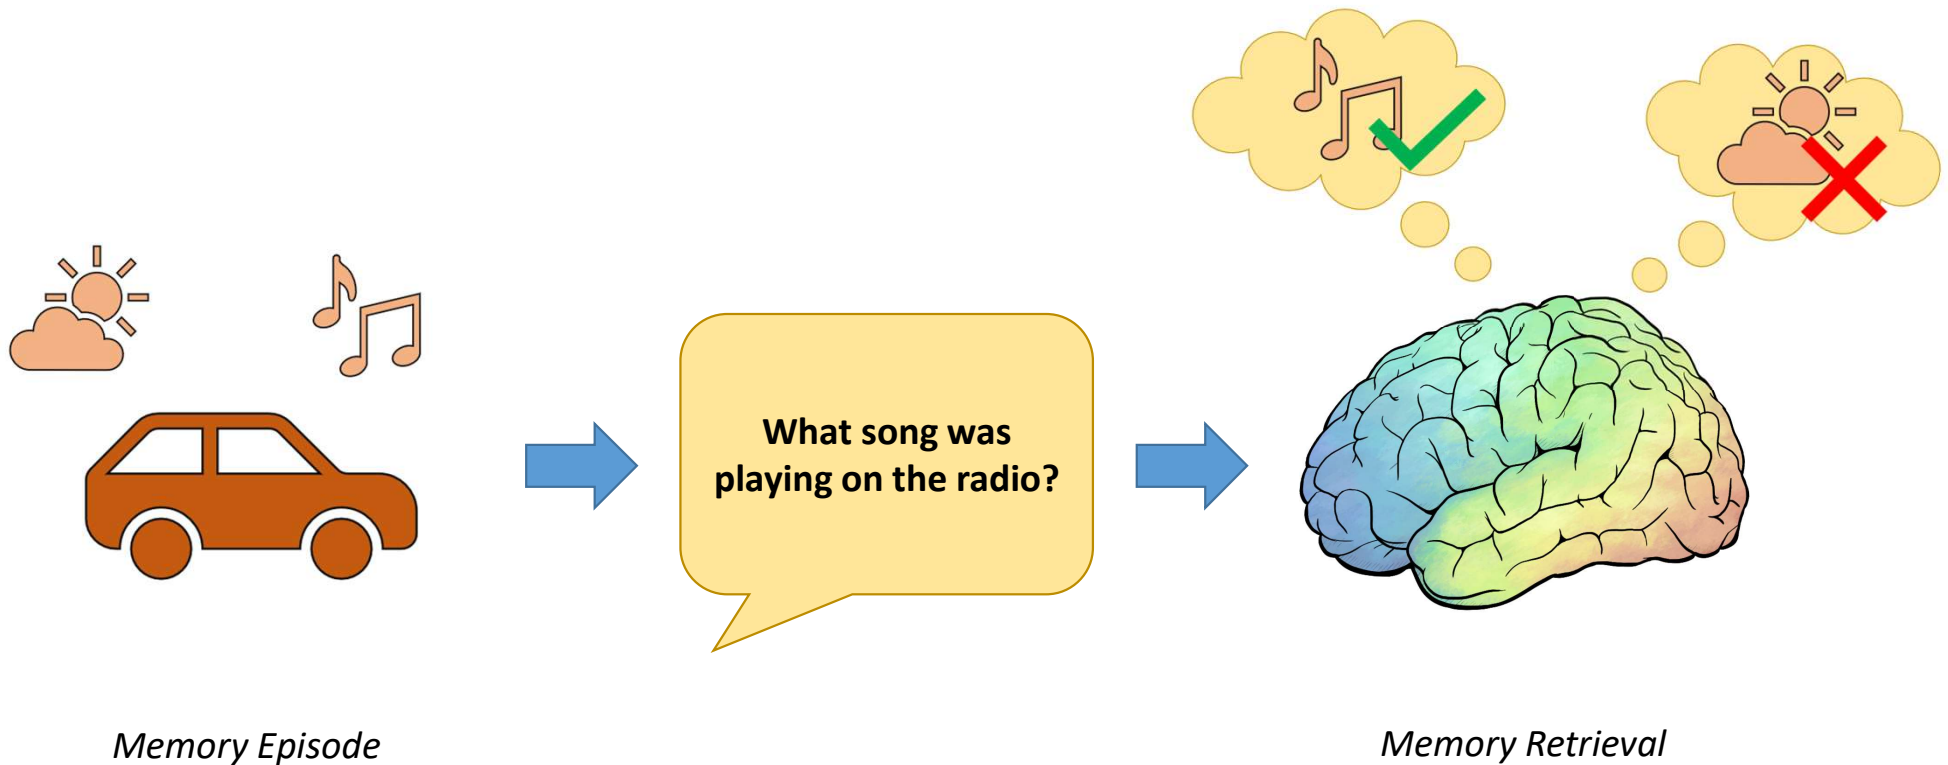 What song was
playing on the radio?
Memory Episode
Memory Retrieval